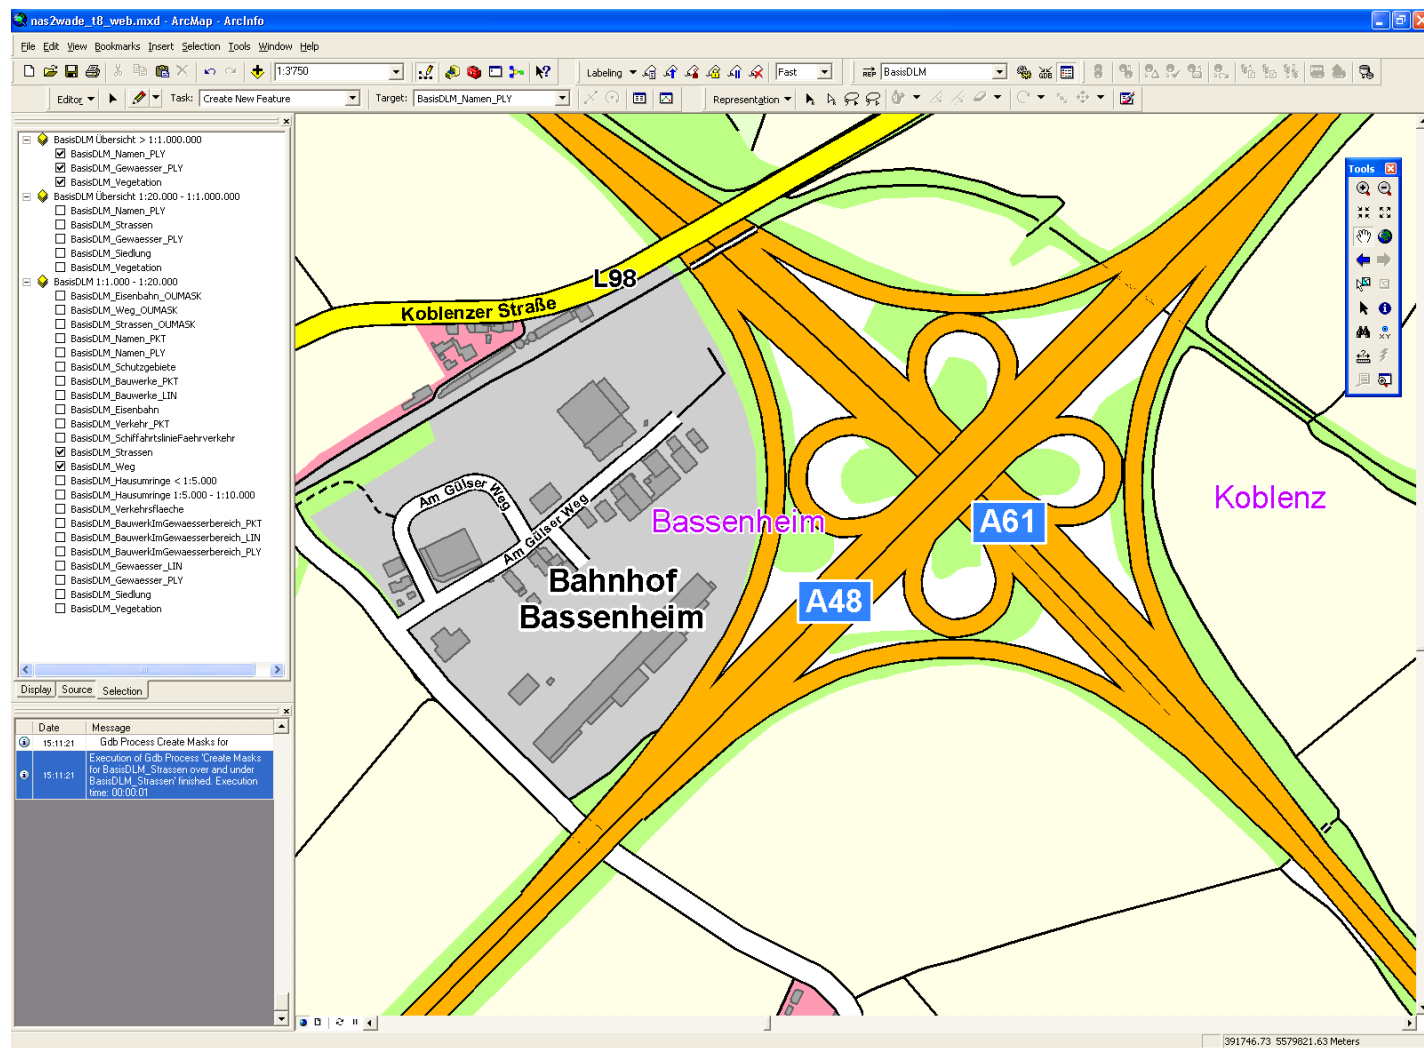 nas2wade_t8_web.mxd - ArcMap - ArcInfo
File Edit View Bookmarks Insert Selection Tools Window Help
1:3'750
Labeling
Fast
REP
BasisDLM
GDB
Editor
Task:
Create New Feature
Target:
BasisDLM_Namen_PLY
Representation
BasisDLM Übersicht > 1:1.000.000
BasisDLM_Namen_PLY
BasisDLM_Gewaesser_PLY
BasisDLM_Vegetation
BasisDLM Übersicht 1:20.000 - 1:1.000.000
BasisDLM_Namen_PLY
BasisDLM_Strassen
BasisDLM_Gewaesser_PLY
BasisDLM_Siedlung
BasisDLM_Vegetation
BasisDLM 1:1.000 - 1:20.000
BasisDLM_Eisenbahn_OUMASK
BasisDLM_Weg_OUMASK
BasisDLM_Strassen_OUMASK
BasisDLM_Namen_PKT
BasisDLM_Namen_PLY
BasisDLM_Schutzgebiete
BasisDLM_Bauwerke_PKT
BasisDLM_Bauwerke_LIN
BasisDLM_Eisenbahn
BasisDLM_Verkehr_PKT
BasisDLM_SchiffahrtslinieFaehrverkehr
BasisDLM_Strassen
BasisDLM_Weg
BasisDLM_Hausumringe < 1:5.000
BasisDLM_Hausumringe 1:5.000 - 1:10.000
BasisDLM_Verkehrsflaeche
BasisDLM_BauwerkImGewaesserbereich_PKT
BasisDLM_BauwerkImGewaesserbereich_LIN
BasisDLM_BauwerkImGewaesserbereich_PLY
BasisDLM_Gewaesser_LIN
BasisDLM_Gewaesser_PLY
BasisDLM_Siedlung
BasisDLM_Vegetation
Display Source Selection
Date Message
15:11:21 Gdb Process Create Masks for
15:11:21 Execution of Gdb Process 'Create Masks
for BasisDLM_Strassen over and under
BasisDLM_Strassen' finished. Execution
time: 00:00:01
Tools
XY
L98
Koblenzer Straße
Am Gülser Weg
Am Gülser Weg
Bassenheim
Koblenz
A61
A48
Bahnhof
Bassenheim
391746.73 5579821.63 Meters